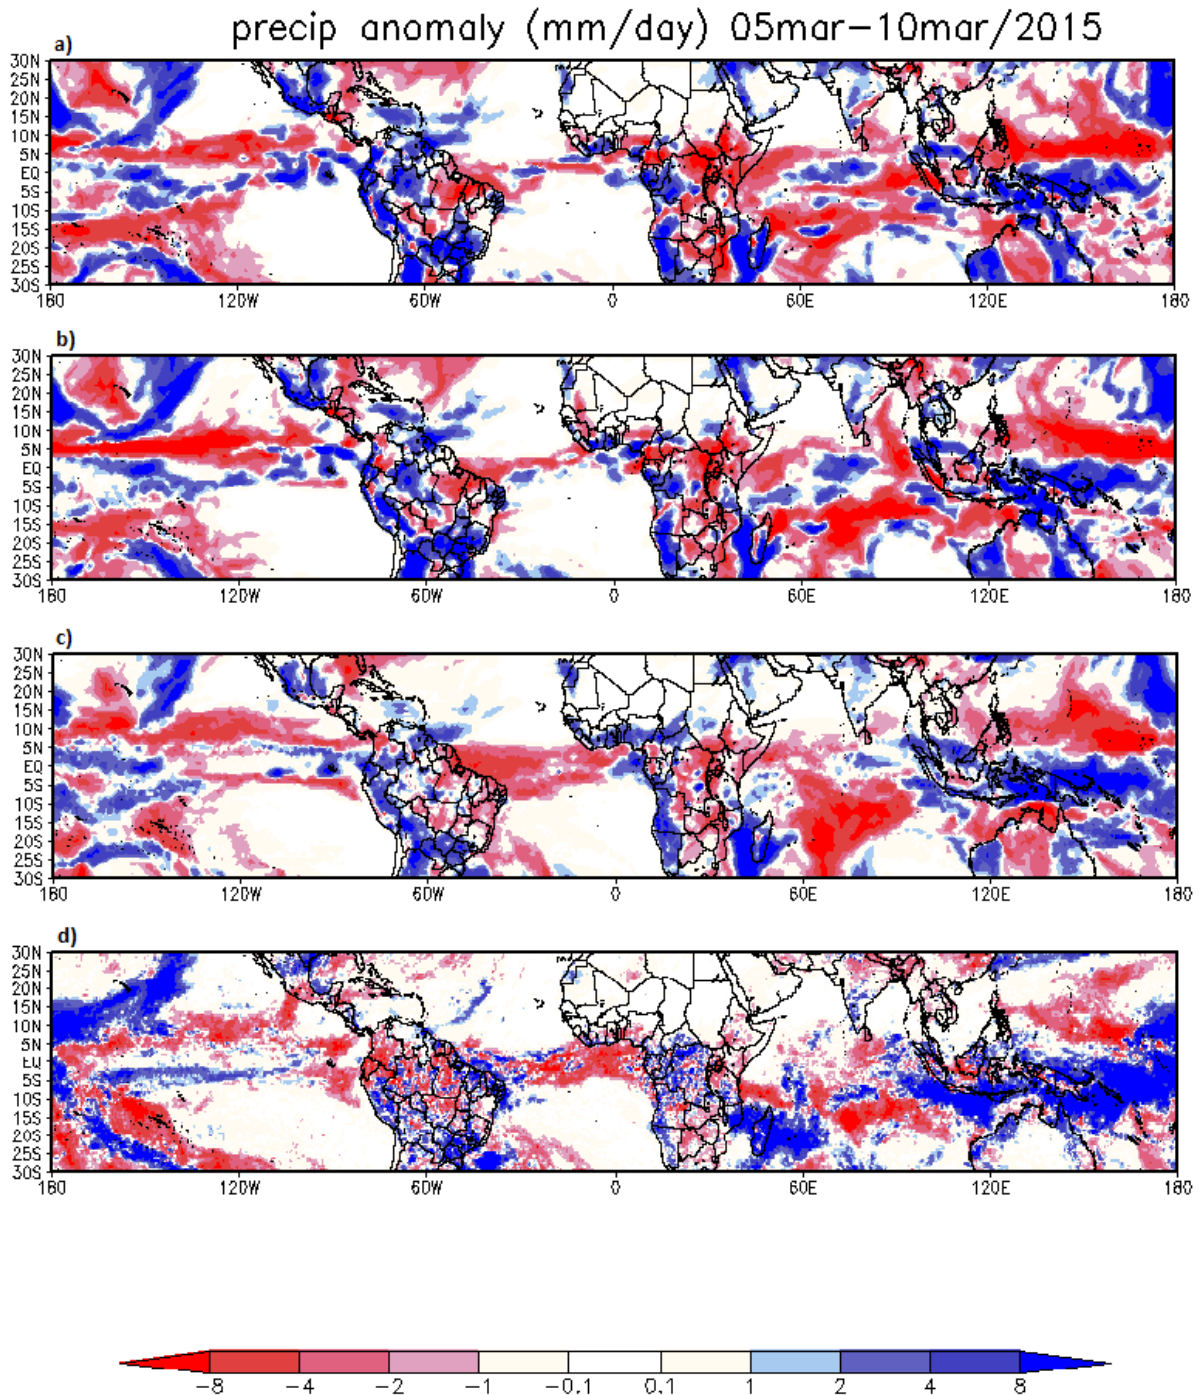 precip anomaly (mm/day) 05mar−10mar/2015
a)
30N
25N
20N
15N
10N
5N
EQ
5S
10S
15S
20S
25S
30S
180 120W 60W 0 60E 120E 180
b)
30N
25N
20N
15N
10N
5N
EQ
5S
10S
15S
20S
25S
30S
180 120W 60W 0 60E 120E 180
c)
30N
25N
20N
15N
10N
5N
EQ
5S
10S
15S
20S
25S
30S
180 120W 60W 0 60E 120E 180
d)
30N
25N
20N
15N
10N
5N
EQ
5S
10S
15S
20S
25S
30S
180 120W 60W 0 60E 120E 180
−8 −4 −2 −1 −0.1 0.1 1 2 4 8